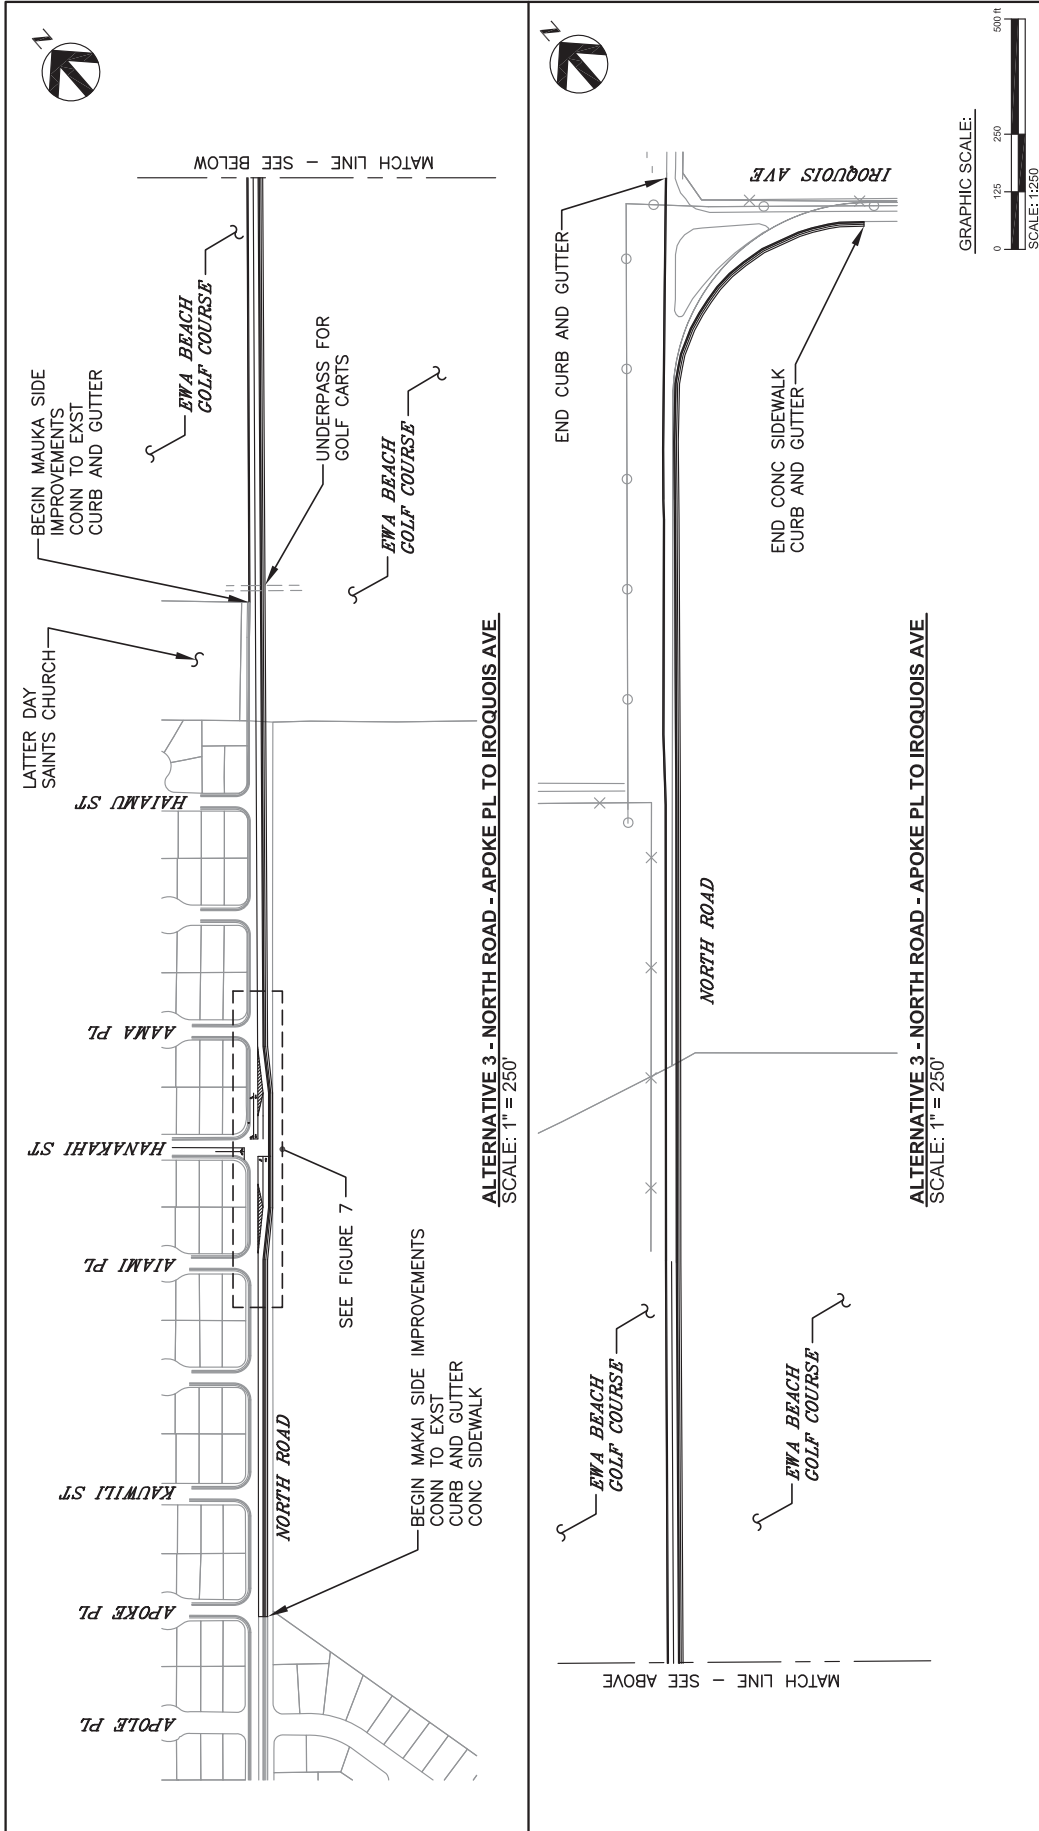 APOLE PL
APOKE PL
KAUWILI ST
AIAMI PL
HANAKAHI ST
AAMA PL
HAIAMU ST
LATTER DAY
SAINTS CHURCH
BEGIN MAUKA SIDE
IMPROVEMENTS
CONN TO EXST
CURB AND GUTTER
EWA BEACH
GOLF COURSE
MATCH LINE - SEE BELOW
N
NORTH ROAD
BEGIN MAKAI SIDE IMPROVEMENTS
CONN TO EXST
CURB AND GUTTER
CONC SIDEWALK
SEE FIGURE 7
UNDERPASS FOR
GOLF CARTS
EWA BEACH
GOLF COURSE
ALTERNATIVE 3 - NORTH ROAD - APOKE PL TO IROQUOIS AVE
SCALE: 1" = 250'
MATCH LINE - SEE ABOVE
EWA BEACH
GOLF COURSE
EWA BEACH
GOLF COURSE
NORTH ROAD
END CURB AND GUTTER
END CONC SIDEWALK
CURB AND GUTTER
IROQUOIS AVE
N
ALTERNATIVE 3 - NORTH ROAD - APOKE PL TO IROQUOIS AVE
SCALE: 1" = 250'
GRAPHIC SCALE:
0 125 250 500 ft
SCALE: 1:250